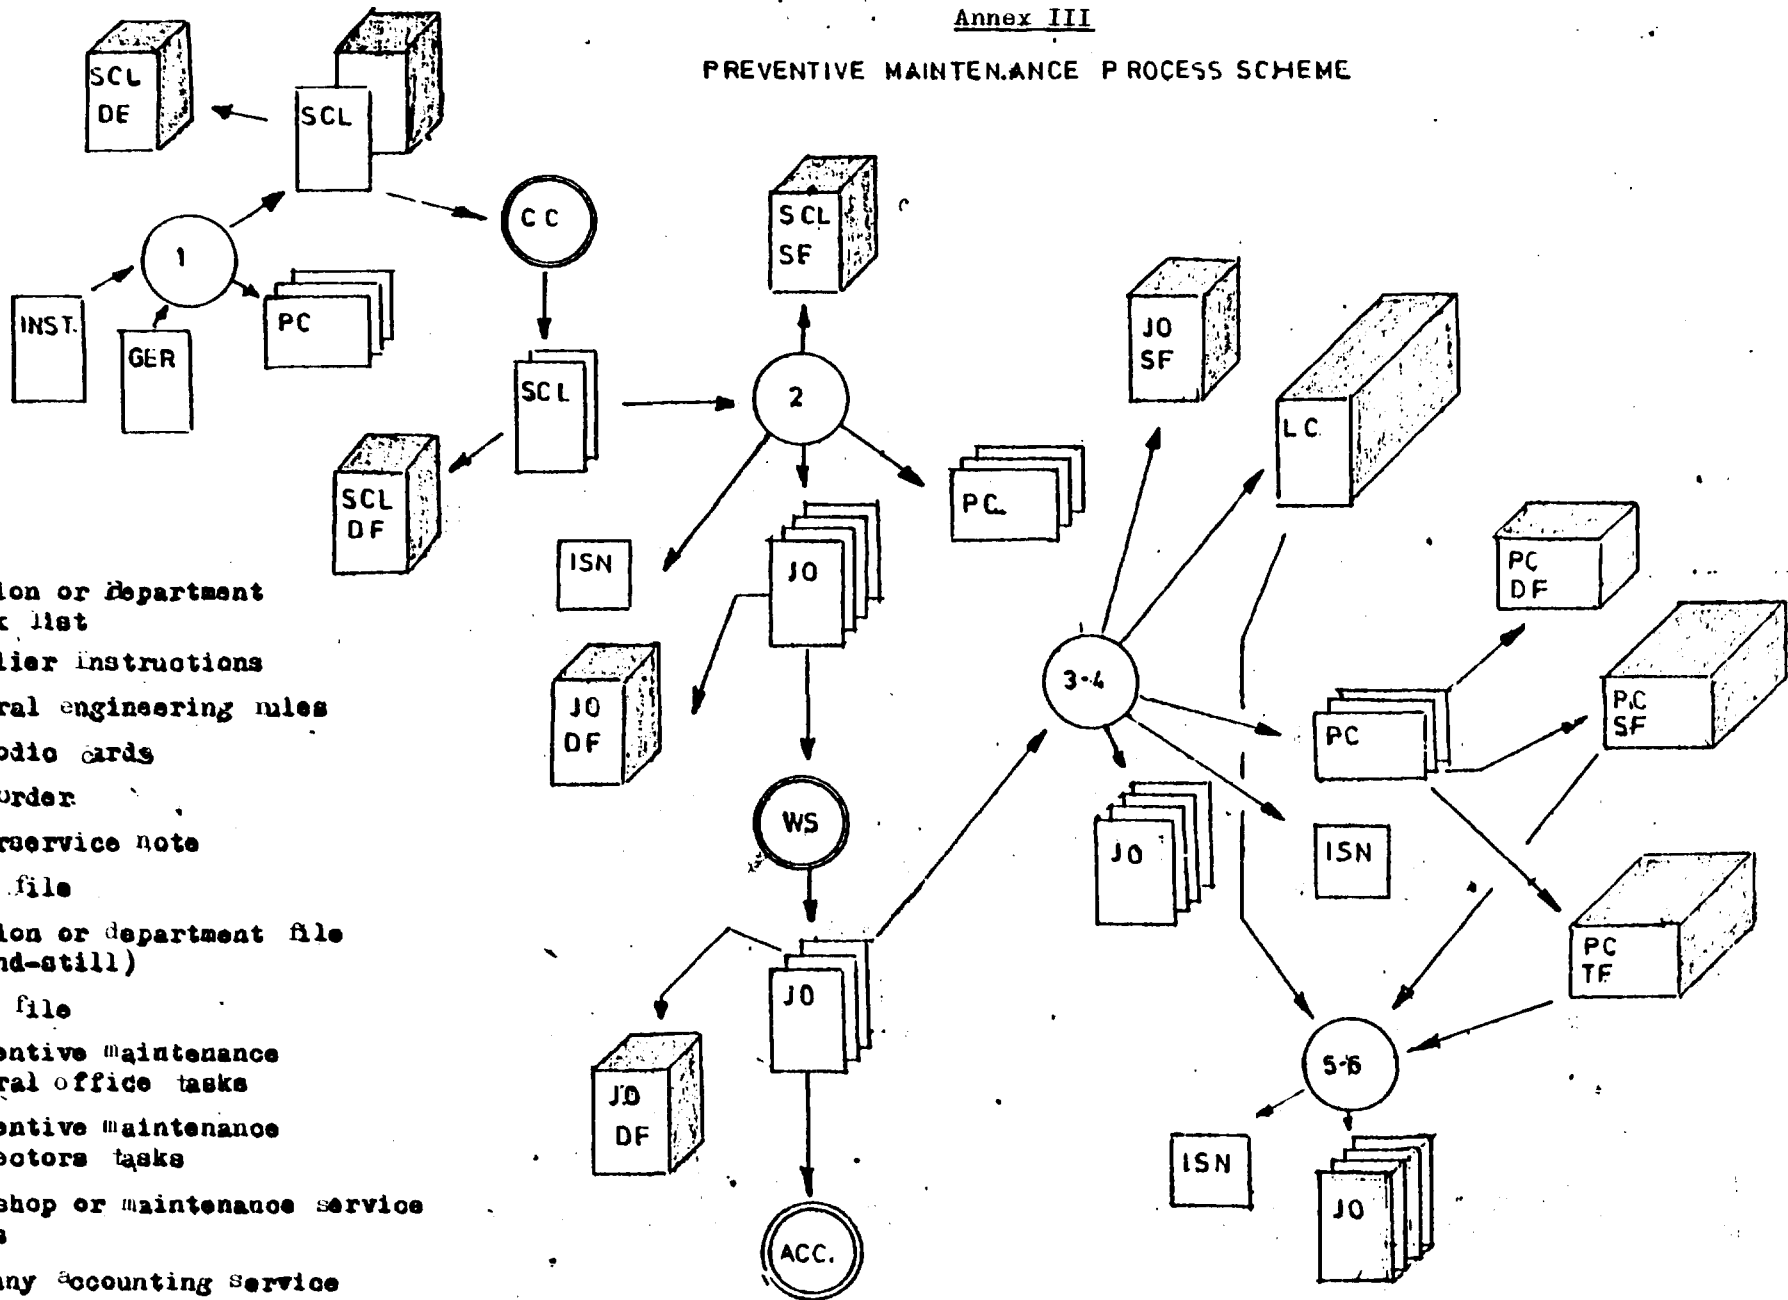 Annex III
PREVENTIVE MAINTENANCE PROCESS SCHEME
SCL
DE
SCL
CC
1
INST.
GER
PC
SCL
SCL
DF
SCL
SF
2
PC
ISN
JO
JO
DF
WS
JO
JO
DF
ACC.
JO
SF
LC
3-4
PC
PC
DF
PC
SF
PC
TF
JO
ISN
5-6
ISN
JO
ion or department
list
lier instructions
ral engineering rules
odic cards
order
rservice note
file
ion or department file
nd-still)
file
entive maintenance
ral office tasks
entive maintenance
ectors tasks
shop or maintenance service
any accounting service